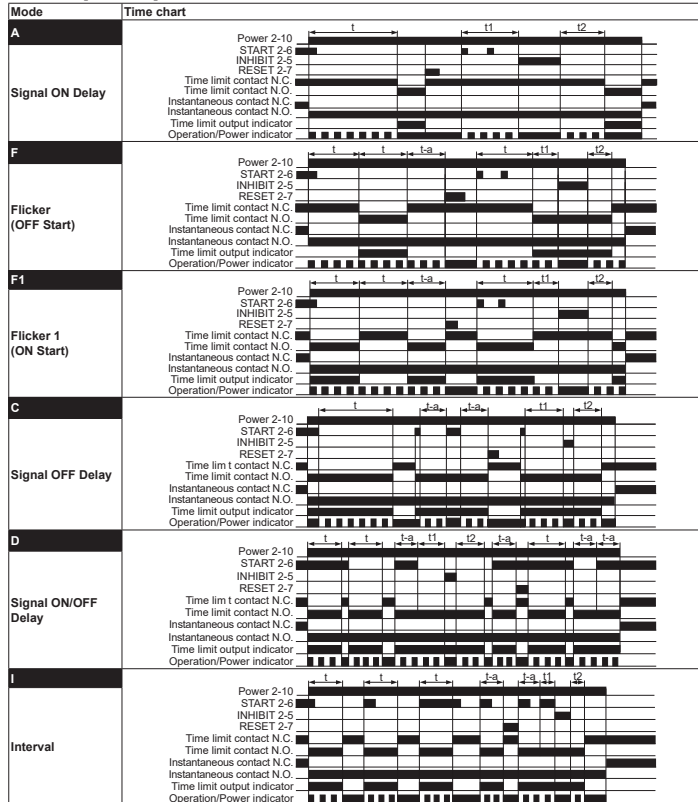 Mode Time chart
A
t t1 t2
Power 2-10
START 2-6
INHIBIT 2-5
RESET 2-7
Time limit contact N.C.
Time limit contact N.O.
Instantaneous contact N.C.
Instantaneous contact N.O.
Time limit output indicator
Operation/Power indicator
Signal ON Delay
F
t t t-a t t1 t2
Power 2-10
START 2-6
INHIBIT 2-5
RESET 2-7
Time limit contact N.C.
Time limit contact N.O.
Instantaneous contact N.C.
Instantaneous contact N.O.
Time limit output indicator
Operation/Power indicator
Flicker
(OFF Start)
F1
t t t-a t t1 t2
Power 2-10
START 2-6
INHIBIT 2-5
RESET 2-7
Time limit contact N.C.
Time limit contact N.O.
Instantaneous contact N.C.
Instantaneous contact N.O.
Time limit output indicator
Operation/Power indicator
Flicker 1
(ON Start)
C
t t-a t-a t1 t2
Power 2-10
START 2-6
INHIBIT 2-5
RESET 2-7
Time lim t contact N.C.
Time limit contact N.O.
Instantaneous contact N.C.
Instantaneous contact N.O.
Time limit output indicator
Operation/Power indicator
Signal OFF Delay
D
t t t-a t1 t2 t-a t t-a t-a
Power 2-10
START 2-6
INHIBIT 2-5
RESET 2-7
Time lim t contact N.C.
Time limit contact N.O.
Instantaneous contact N.C.
Instantaneous contact N.O.
Time limit output indicator
Operation/Power indicator
Signal ON/OFF
Delay
I
t t t t-a t-a t1 t2
Power 2-10
START 2-6
INHIBIT 2-5
RESET 2-7
Time limit contact N.C.
Time limit contact N.O.
Instantaneous contact N.C.
Instantaneous contact N.O.
Time limit output indicator
Operation/Power indicator
Interval